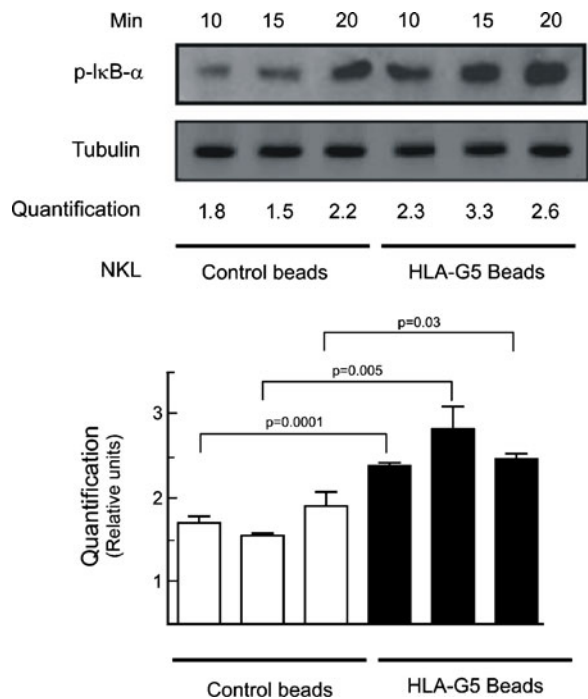 Min 10 15 20 10 15 20
p-IκB-α
Tubulin
Quantification 1.8 1.5 2.2 2.3 3.3 2.6
NKL Control beads HLA-G5 Beads
p=0.03
p=0.005
p=0.0001
3
2
1
Quantification
(Relative units)
Control beads HLA-G5 Beads